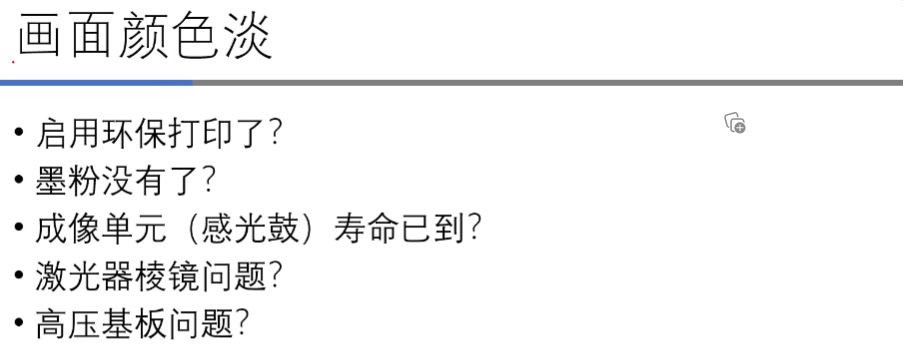 画面颜色淡
• 启用环保打印了?
• 墨粉没有了?
• 成像单元（感光鼓）寿命已到?
• 激光器棱镜问题?
• 高压基板问题?